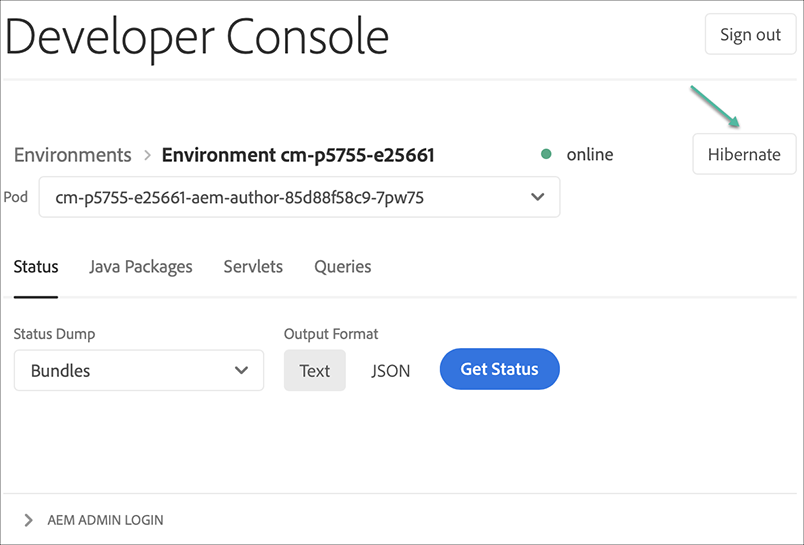 Developer Console
Sign out
Environments > Environment cm-p5755-e25661
online
Hibernate
Pod
cm-p5755-e25661-aem-author-85d88f58c9-7pw75
Status
Java Packages
Servlets
Queries
Status Dump
Output Format
Bundles
Text
JSON
Get Status
AEM ADMIN LOGIN